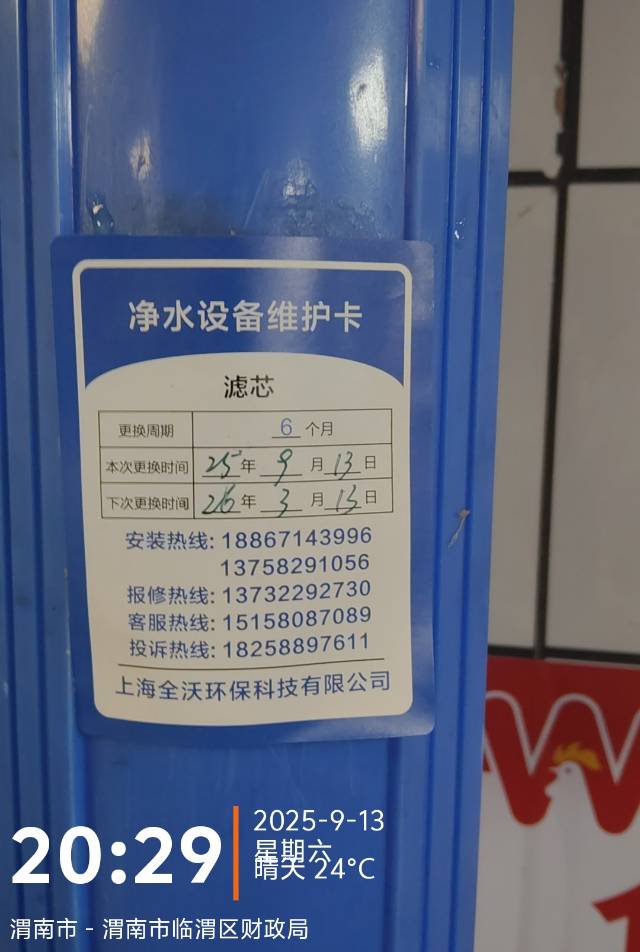 净水设备维护卡
滤芯
更换周期 6 个月
本次更换时间 25年 9 月 13 日
下次更换时间 26年 3 月 13 日
安装热线: 18867143996
13758291056
报修热线: 13732292730
客服热线: 15158087089
投诉热线: 18258897611
上海全沃环保科技有限公司
20:29
2025-9-13
星期六
晴天 24°C
渭南市 - 渭南市临渭区财政局